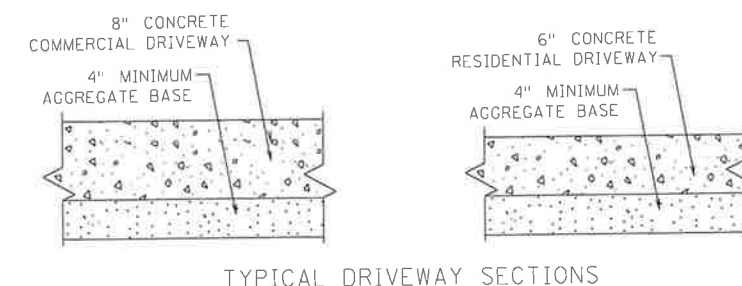 8" CONCRETE
COMMERCIAL DRIVEWAY
4" MINIMUM
AGGREGATE BASE
6" CONCRETE
RESIDENTIAL DRIVEWAY
4" MINIMUM
AGGREGATE BASE
TYPICAL DRIVEWAY SECTIONS